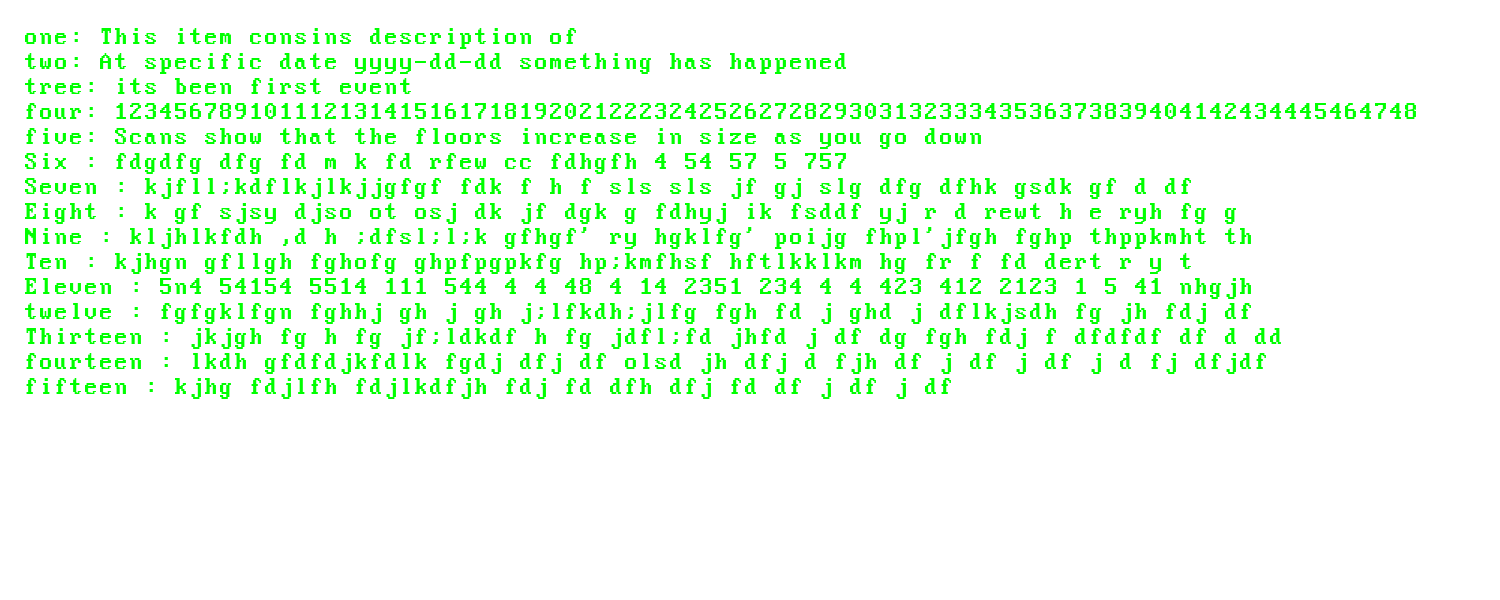 one: This item consins description of
two: At specific date yyyy-dd-dd something has happened
tree: its been first event
four: 123456789101112131415161718192021222324252627282930313233343536373839404142434445464748
five: Scans show that the floors increase in size as you go down
Six : fdgdfg dfg fd m k fd rfew cc fdhgfh 4 54 57 5 757
Seven : kjfll;kdflkjlkjjgfgf fdk f h f sls sls jf gj slg dfg dfhk gsdk gf d df
Eight : k gf sjsy djso ot osj dk jf dgk g fdhyj ik fsddf yj r d rewt h e ryh fg g
Nine : kljhlkfdh ,d h ;dfsl;l;k gfhgf' ry hgklfg' poijg fhpl'jfgh fghp thppkmht th
Ten : kjhgn gfllgh fghofg ghpfpgpkfg hp;kmfhsf hftlkklkm hg fr f fd dert r y t
Eleven : 5n4 54154 5514 111 544 4 4 48 4 14 2351 234 4 4 423 412 2123 1 5 41 nhgjh
twelve : fgfgklfgn fghhj gh j gh j;lfkdh;jlfg fgh fd j ghd j dflkjsdh fg jh fdj df
Thirteen : jkjgh fg h fg jf;ldkdf h fg jdfl;fd jhfd j df dg fgh fdj f dfdfdf df d dd
fourteen : lkdh gfdfdjkfdlk fgdj dfj df olsd jh dfj d fjh df j df j df j d fj dfjdf
fifteen : kjhg fdjlfh fdjlkdfjh fdj fd dfh dfj fd df j df j df